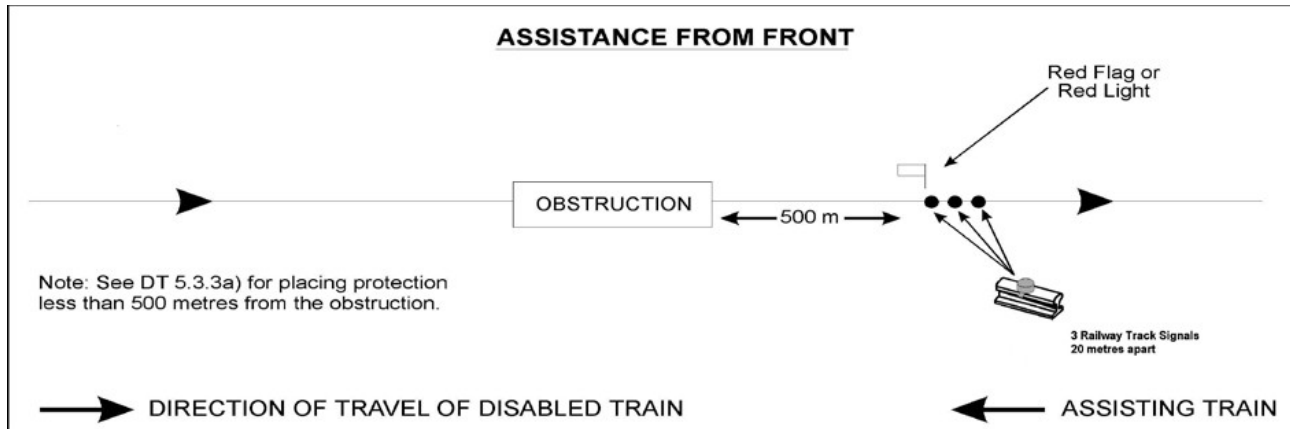 ASSISTANCE FROM FRONT
Red Flag or
Red Light
OBSTRUCTION
500 m
Note: See DT 5.3.3a) for placing protection
less than 500 metres from the obstruction.
3 Railway Track Signals
20 metres apart
DIRECTION OF TRAVEL OF DISABLED TRAIN
ASSISTING TRAIN